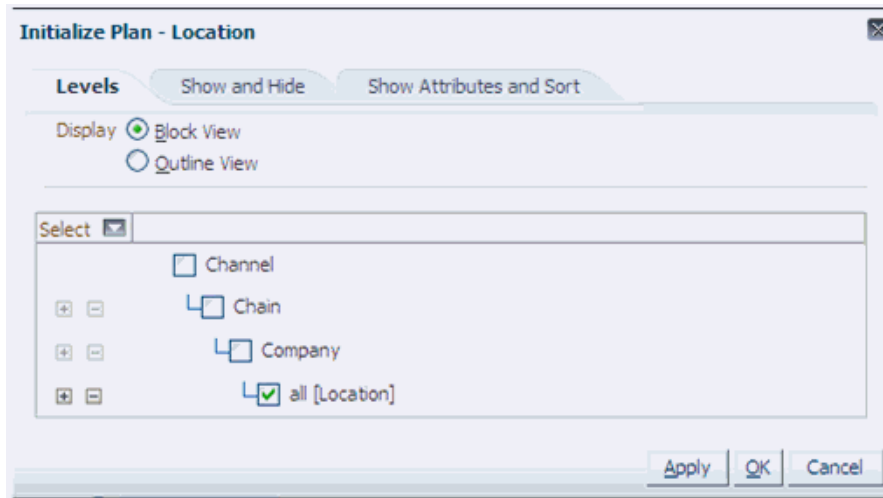 Initialize Plan - Location
Levels Show and Hide Show Attributes and Sort
Display Block View
Outline View
Select
Channel
Chain
Company
all [Location]
Apply OK Cancel